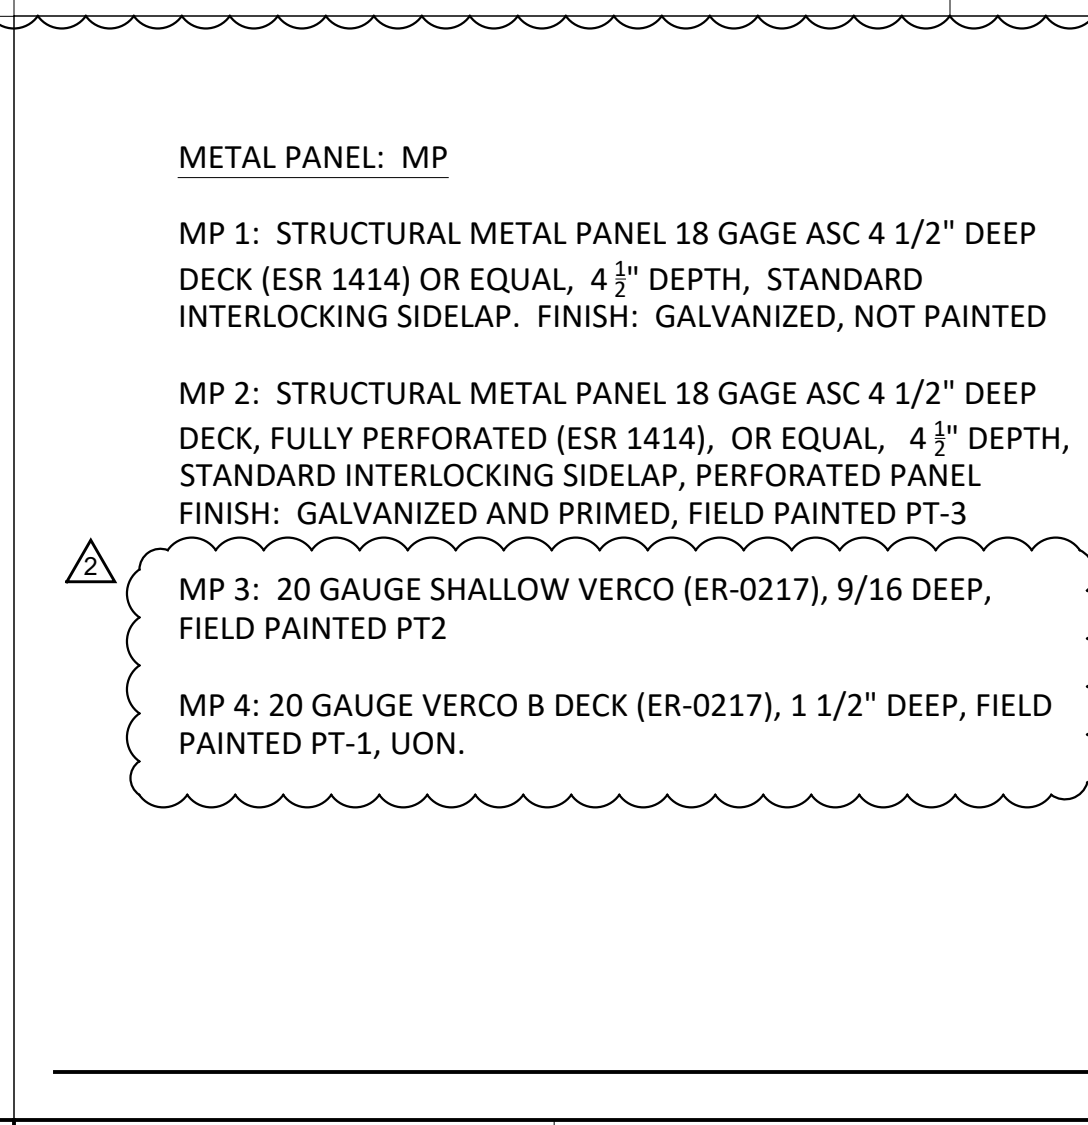 METAL PANEL: MP
MP 1: STRUCTURAL METAL PANEL 18 GAGE ASC 4 1/2" DEEP
DECK (ESR 1414) OR EQUAL, 4 1/2" DEPTH, STANDARD
INTERLOCKING SIDELAP. FINISH: GALVANIZED, NOT PAINTED
MP 2: STRUCTURAL METAL PANEL 18 GAGE ASC 4 1/2" DEEP
DECK, FULLY PERFORATED (ESR 1414), OR EQUAL, 4 1/2" DEPTH,
STANDARD INTERLOCKING SIDELAP, PERFORATED PANEL
FINISH: GALVANIZED AND PRIMED, FIELD PAINTED PT-3
2
MP 3: 20 GAUGE SHALLOW VERCO (ER-0217), 9/16 DEEP,
FIELD PAINTED PT2
MP 4: 20 GAUGE VERCO B DECK (ER-0217), 1 1/2" DEEP, FIELD
PAINTED PT-1, UON.